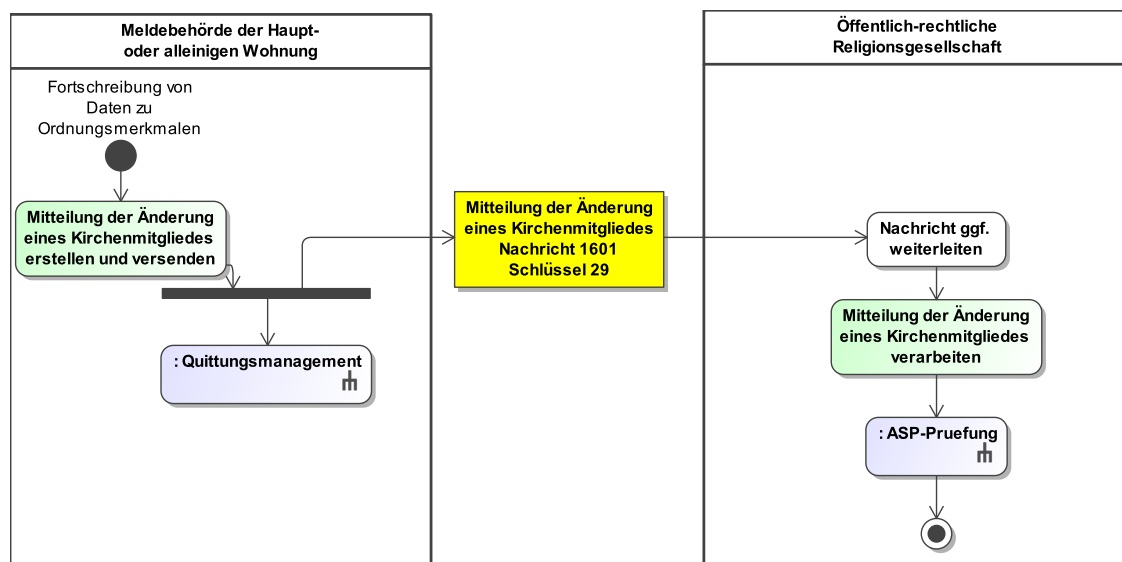 Meldebehörde der Haupt-
oder alleinigen Wohnung
Fortschreibung von
Daten zu
Ordnungsmerkmalen
Mitteilung der Änderung
eines Kirchenmitgliedes
erstellen und versenden
: Quittungsmanagement
Mitteilung der Änderung
eines Kirchenmitgliedes
Nachricht 1601
Schlüssel 29
Öffentlich-rechtliche
Religionsgesellschaft
Nachricht ggf.
weiterleiten
Mitteilung der Änderung
eines Kirchenmitgliedes
verarbeiten
: ASP-Pruefung